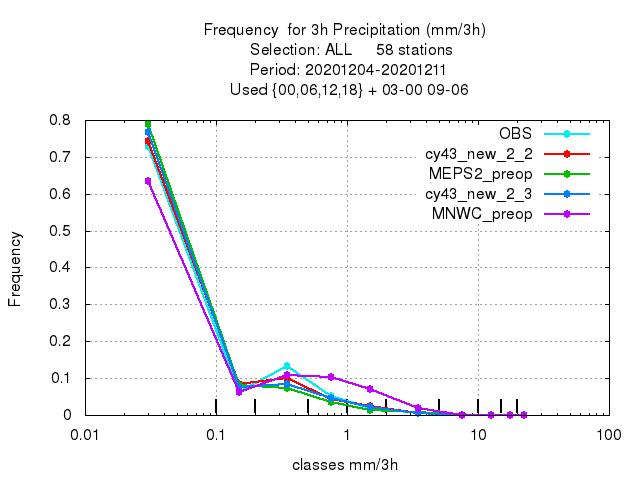 Frequency  for 3h Precipitation (mm/3h)
Selection: ALL     58 stations
Period: 20201204-20201211
Used {00,06,12,18} + 03-00 09-06
OBS
cy43_new_2_2
MEPS2_preop
cy43_new_2_3
MNWC_preop
0.8
0.7
0.6
0.5
0.4
0.3
0.2
0.1
0
Frequency
0.01
0.1
1
10
100
classes mm/3h